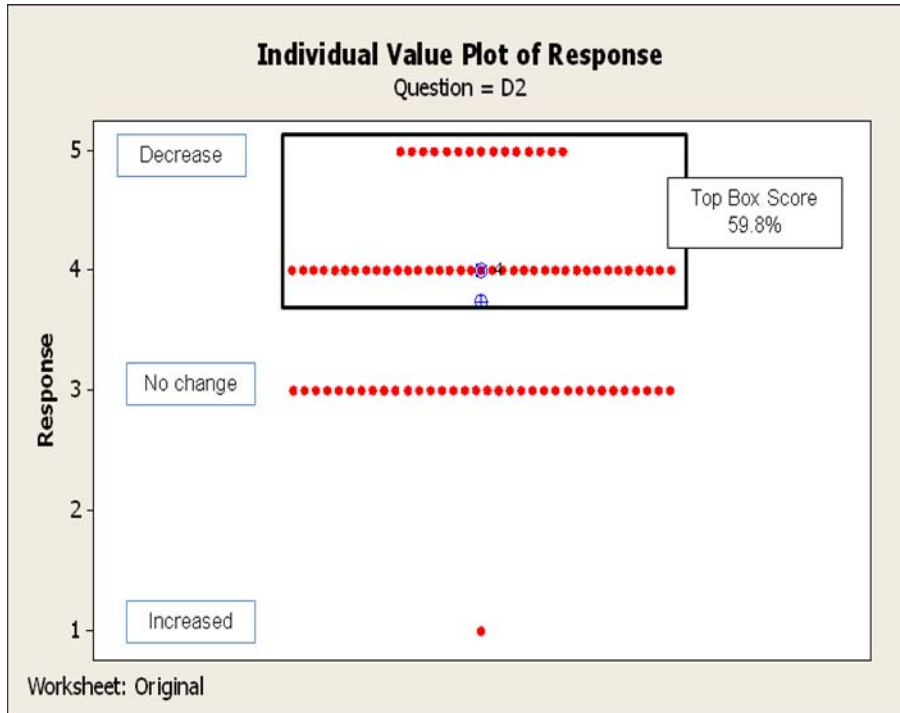 Individual Value Plot of Response
Question = D2
5
Decrease
Top Box Score
59.8%
4
4
Response
No change
3
2
Increased
1
Worksheet: Original